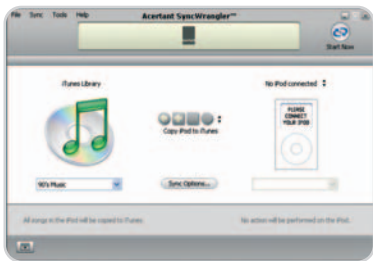 File Sync Tools Help Acertant SyncWrangler™
Start Now
iTunes Library
No iPod connected
PLEASE
CONNECT
YOUR IPOD
Copy iPod to iTunes
90's Music
Sync Options...
All songs in the iPod will be copied to iTunes.
No action will be performed on the iPod.